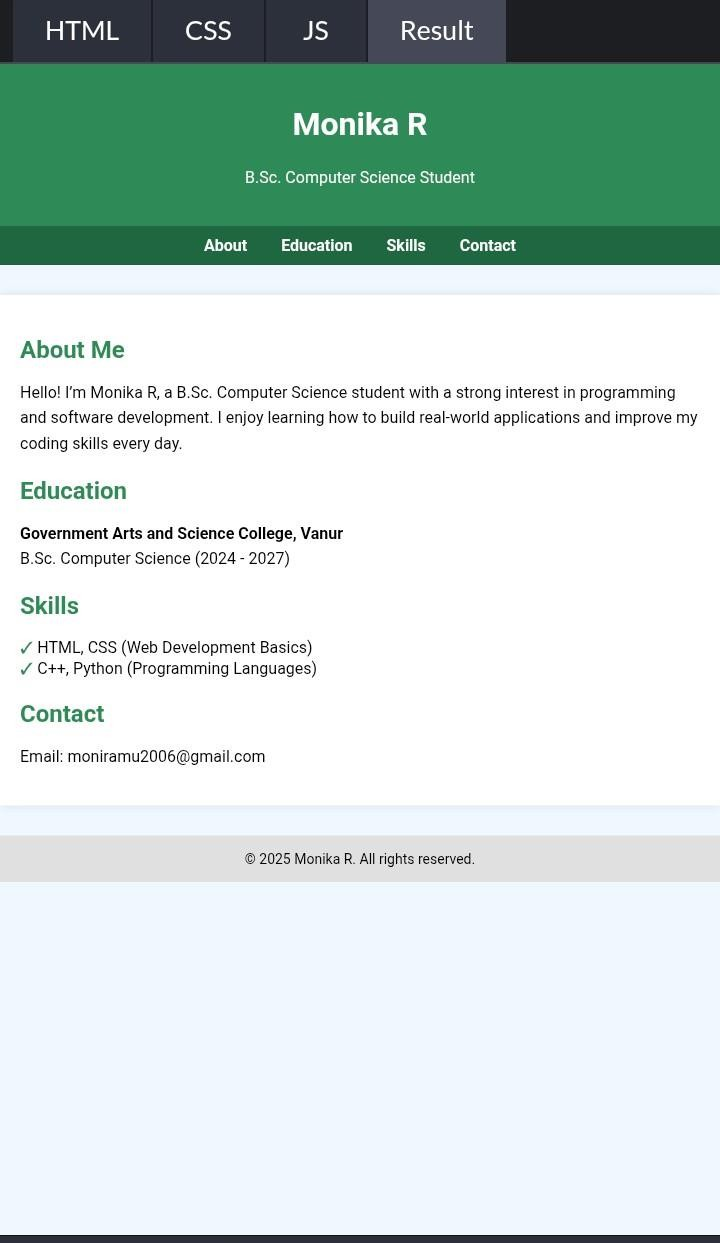 HTML CSS JS Result
Monika R
B.Sc. Computer Science Student
About Education Skills Contact
About Me
Hello! I’m Monika R, a B.Sc. Computer Science student with a strong interest in programming
and software development. I enjoy learning how to build real-world applications and improve my
coding skills every day.
Education
Government Arts and Science College, Vanur
B.Sc. Computer Science (2024 - 2027)
Skills
✓ HTML, CSS (Web Development Basics)
✓ C++, Python (Programming Languages)
Contact
Email: moniramu2006@gmail.com
© 2025 Monika R. All rights reserved.